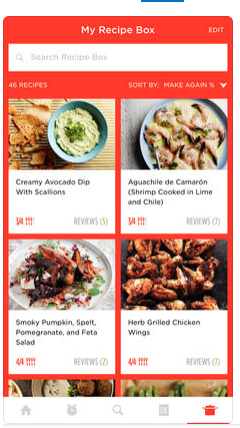 My Recipe Box
EDIT
Search Recipe Box
46 RECIPES
SORT BY: MAKE AGAIN %
Creamy Avocado Dip
With Scallions
3/4
REVIEWS (5)
Aguachile de Camarón
(Shrimp Cooked in Lime
and Chile)
3/4
REVIEWS (7)
Smoky Pumpkin, Spelt,
Pomegranate, and Feta
Salad
4/4
REVIEWS (2)
Herb Grilled Chicken
Wings
4/4
REVIEWS (7)